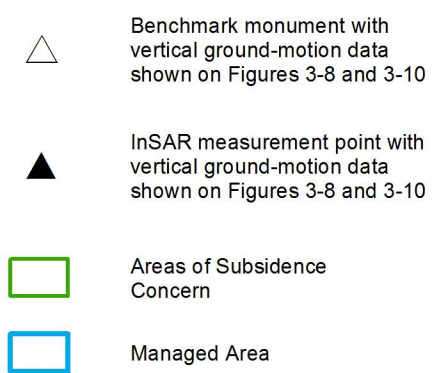 Benchmark monument with
vertical ground-motion data
shown on Figures 3-8 and 3-10
InSAR measurement point with
vertical ground-motion data
shown on Figures 3-8 and 3-10
Areas of Subsidence
Concern
Managed Area